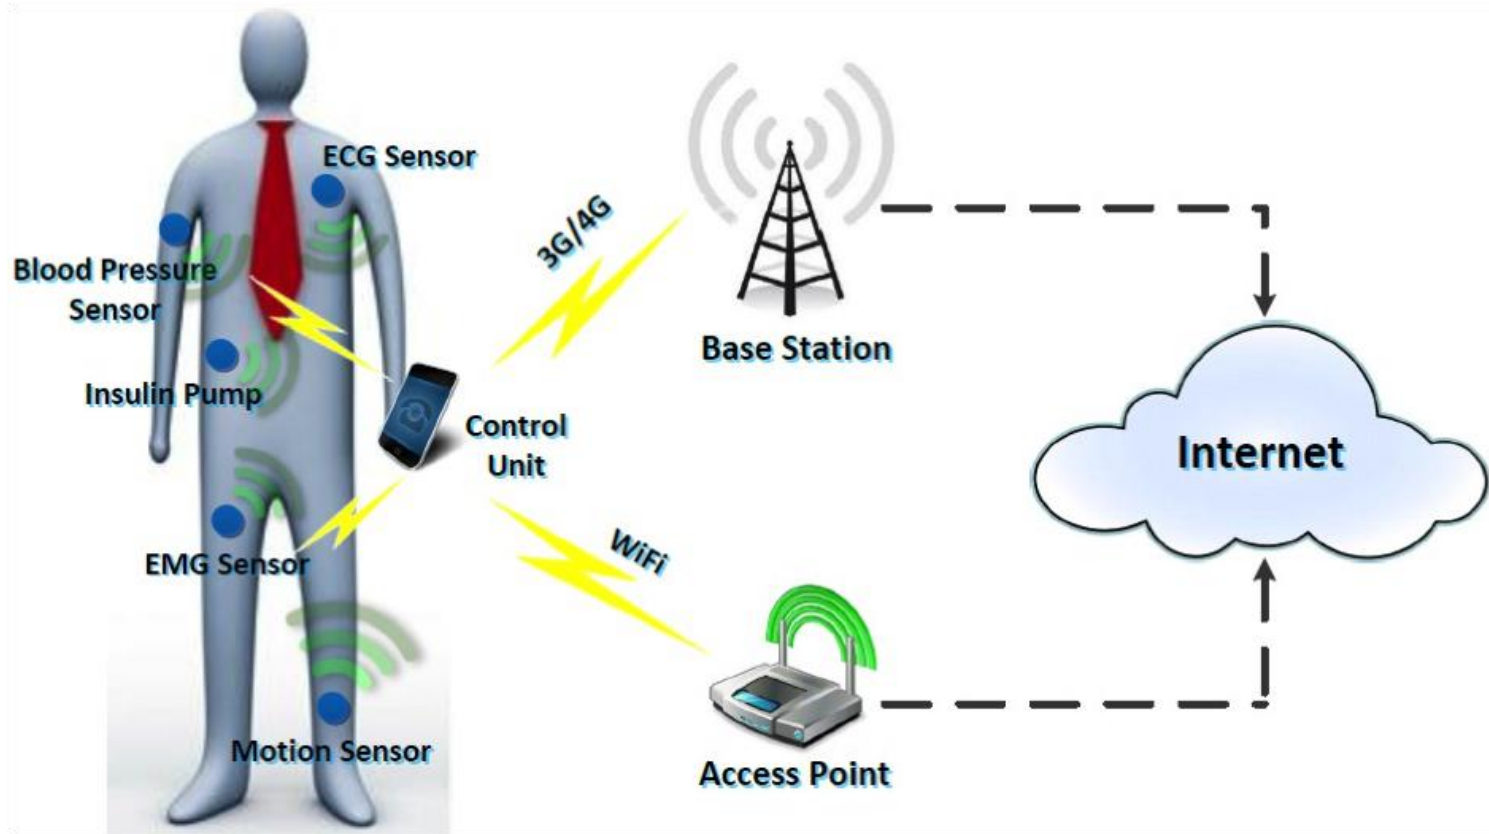 ECG Sensor
Blood Pressure
Sensor
Insulin Pump
EMG Sensor
Motion Sensor
Control
Unit
3G/4G
WiFi
Base Station
Access Point
Internet